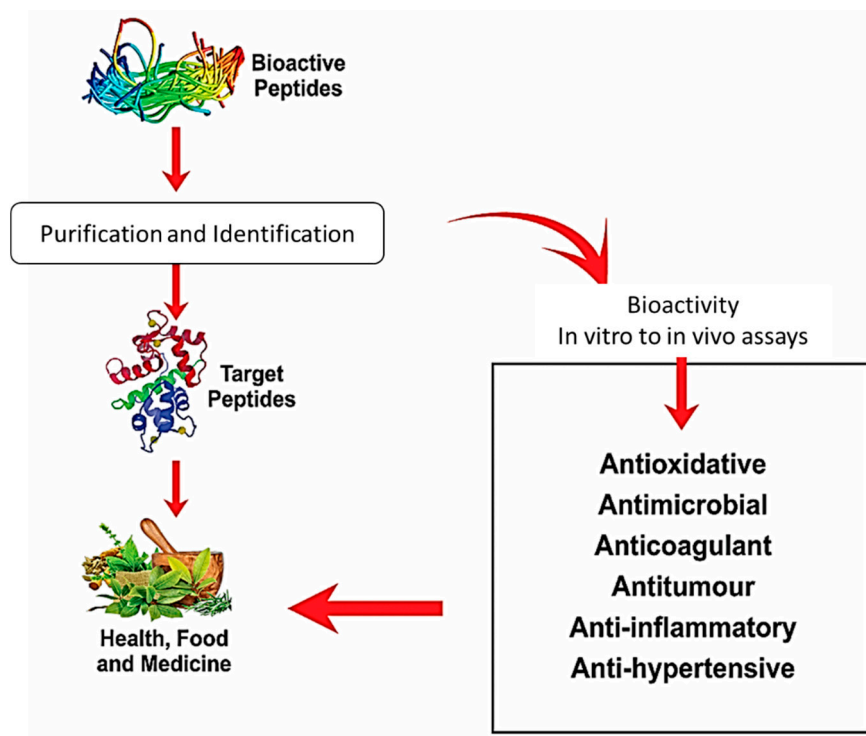 Bioactive
Peptides
Purification and Identification
Target
Peptides
Health, Food
and Medicine
Bioactivity
In vitro to in vivo assays
Antioxidative
Antimicrobial
Anticoagulant
Antitumour
Anti-inflammatory
Anti-hypertensive